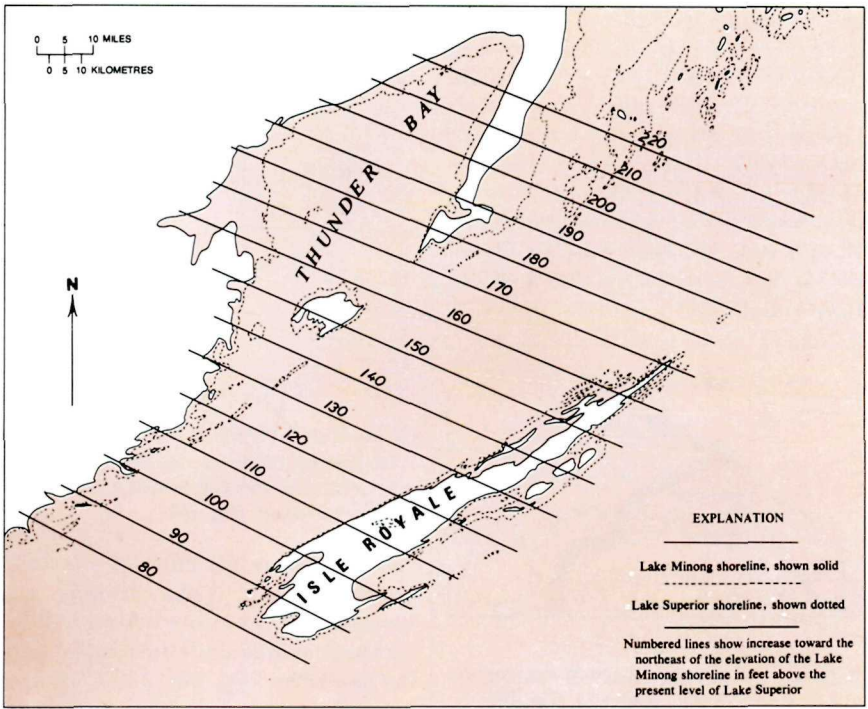 0 5 10 MILES
0 5 10 KILOMETRES
THUNDER BAY
N
220
210
200
190
180
170
160
150
140
130
120
110
100
90
80
ISLE ROYALE
EXPLANATION
Lake Minong shoreline, shown solid
Lake Superior shoreline, shown dotted
Numbered lines show increase toward the
northeast of the elevation of the Lake
Minong shoreline in feet above the
present level of Lake Superior